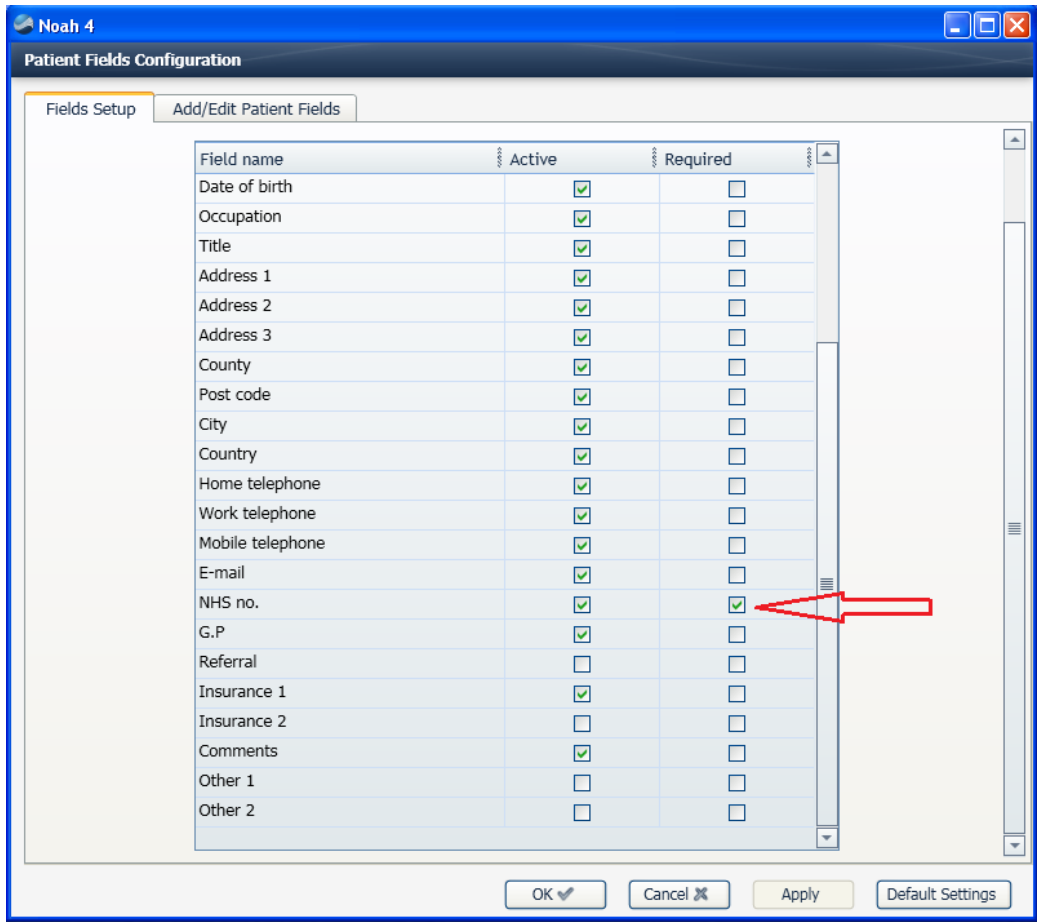 Noah 4
Patient Fields Configuration
Fields Setup Add/Edit Patient Fields
Field name Active Required
Date of birth
Occupation
Title
Address 1
Address 2
Address 3
County
Post code
City
Country
Home telephone
Work telephone
Mobile telephone
E-mail
NHS no.
G.P
Referral
Insurance 1
Insurance 2
Comments
Other 1
Other 2
OK Cancel Apply Default Settings